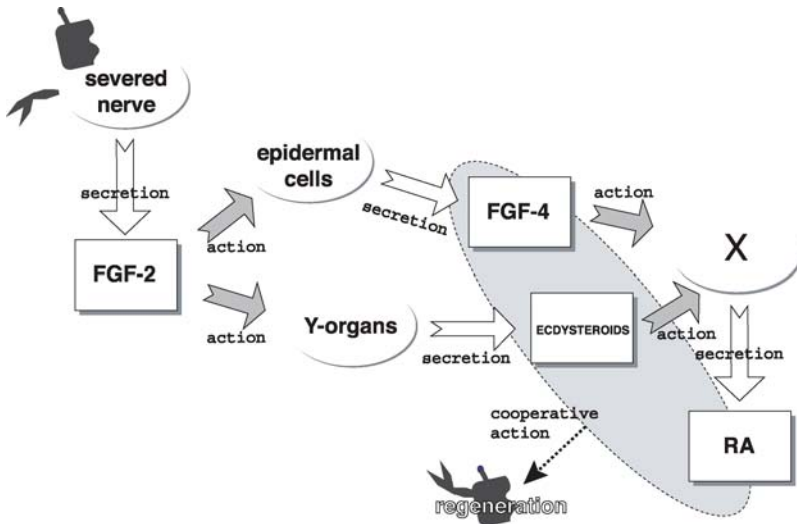 severed
nerve
secretion
FGF-2
action
action
epidermal
cells
Y-organs
secretion
secretion
FGF-4
ECDYSTEROIDS
action
action
X
secretion
RA
cooperative
action
regeneration